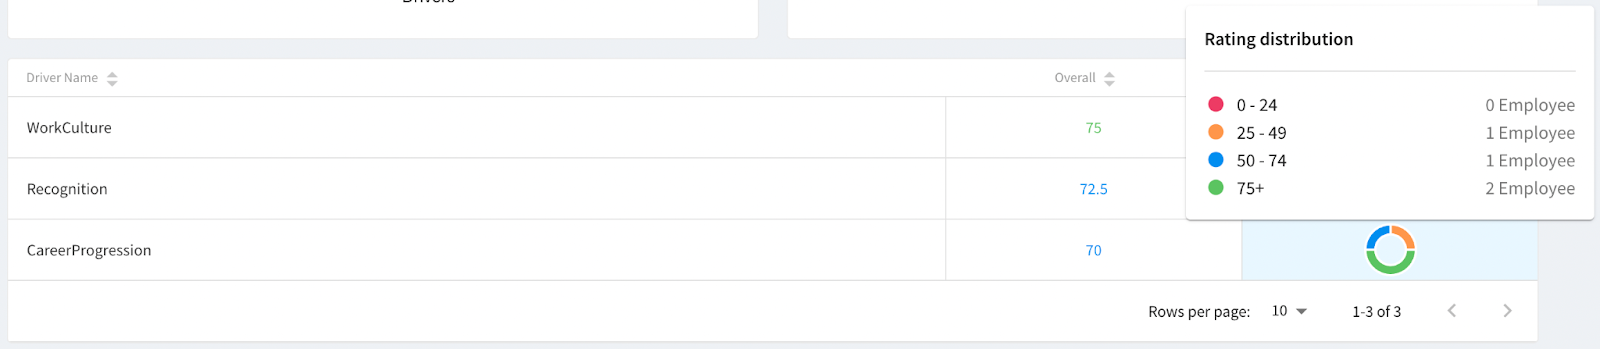 Drivers
Rating distribution
Driver Name Overall
0 - 24 0 Employee
25 - 49 1 Employee
50 - 74 1 Employee
75+ 2 Employee
WorkCulture 75
Recognition 72.5
CareerProgression 70
Rows per page: 10 1-3 of 3